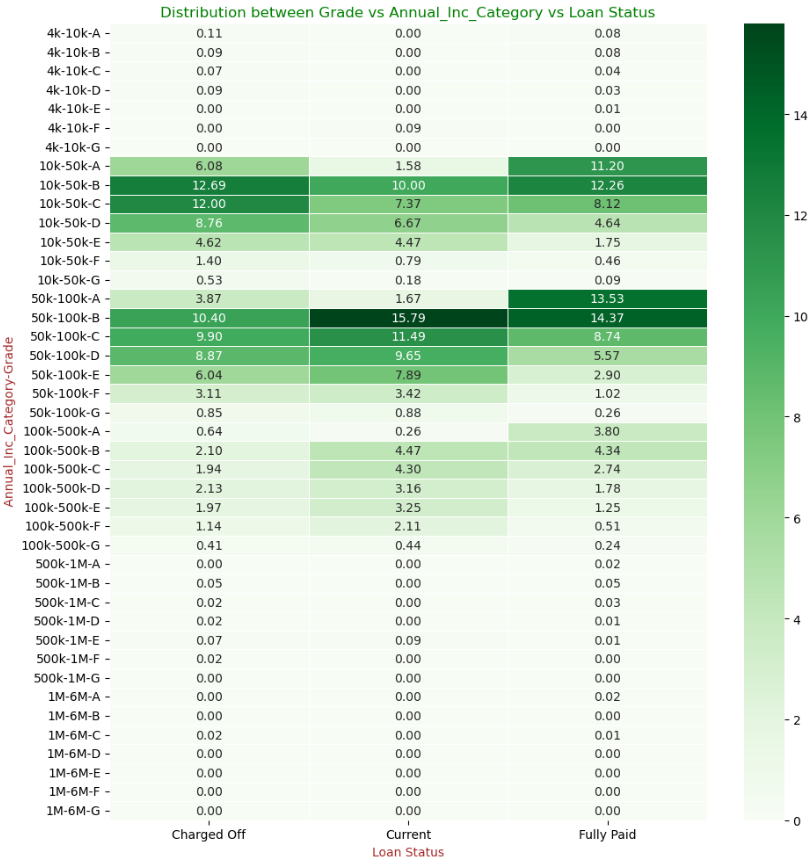 Distribution between Grade vs Annual_Inc_Category vs Loan Status
4k-10k-A 0.11 0.00 0.08
4k-10k-B 0.09 0.00 0.08
4k-10k-C 0.07 0.00 0.04
4k-10k-D 0.09 0.00 0.03
4k-10k-E 0.00 0.00 0.01
4k-10k-F 0.00 0.09 0.00
4k-10k-G 0.00 0.00 0.00
10k-50k-A 6.08 1.58 11.20
10k-50k-B 12.69 10.00 12.26
10k-50k-C 12.00 7.37 8.12
10k-50k-D 8.76 6.67 4.64
10k-50k-E 4.62 4.47 1.75
10k-50k-F 1.40 0.79 0.46
10k-50k-G 0.53 0.18 0.09
50k-100k-A 3.87 1.67 13.53
50k-100k-B 10.40 15.79 14.37
50k-100k-C 9.90 11.49 8.74
50k-100k-D 8.87 9.65 5.57
50k-100k-E 6.04 7.89 2.90
50k-100k-F 3.11 3.42 1.02
50k-100k-G 0.85 0.88 0.26
100k-500k-A 0.64 0.26 3.80
100k-500k-B 2.10 4.47 4.34
100k-500k-C 1.94 4.30 2.74
100k-500k-D 2.13 3.16 1.78
100k-500k-E 1.97 3.25 1.25
100k-500k-F 1.14 2.11 0.51
100k-500k-G 0.41 0.44 0.24
500k-1M-A 0.00 0.00 0.02
500k-1M-B 0.05 0.00 0.05
500k-1M-C 0.02 0.00 0.03
500k-1M-D 0.02 0.00 0.01
500k-1M-E 0.07 0.09 0.01
500k-1M-F 0.02 0.00 0.00
500k-1M-G 0.00 0.00 0.00
1M-6M-A 0.00 0.00 0.02
1M-6M-B 0.00 0.00 0.00
1M-6M-C 0.02 0.00 0.01
1M-6M-D 0.00 0.00 0.00
1M-6M-E 0.00 0.00 0.00
1M-6M-F 0.00 0.00 0.00
1M-6M-G 0.00 0.00 0.00
Charged Off Current Fully Paid
Loan Status
Annual_Inc_Category-Grade
14
12
10
8
6
4
2
0